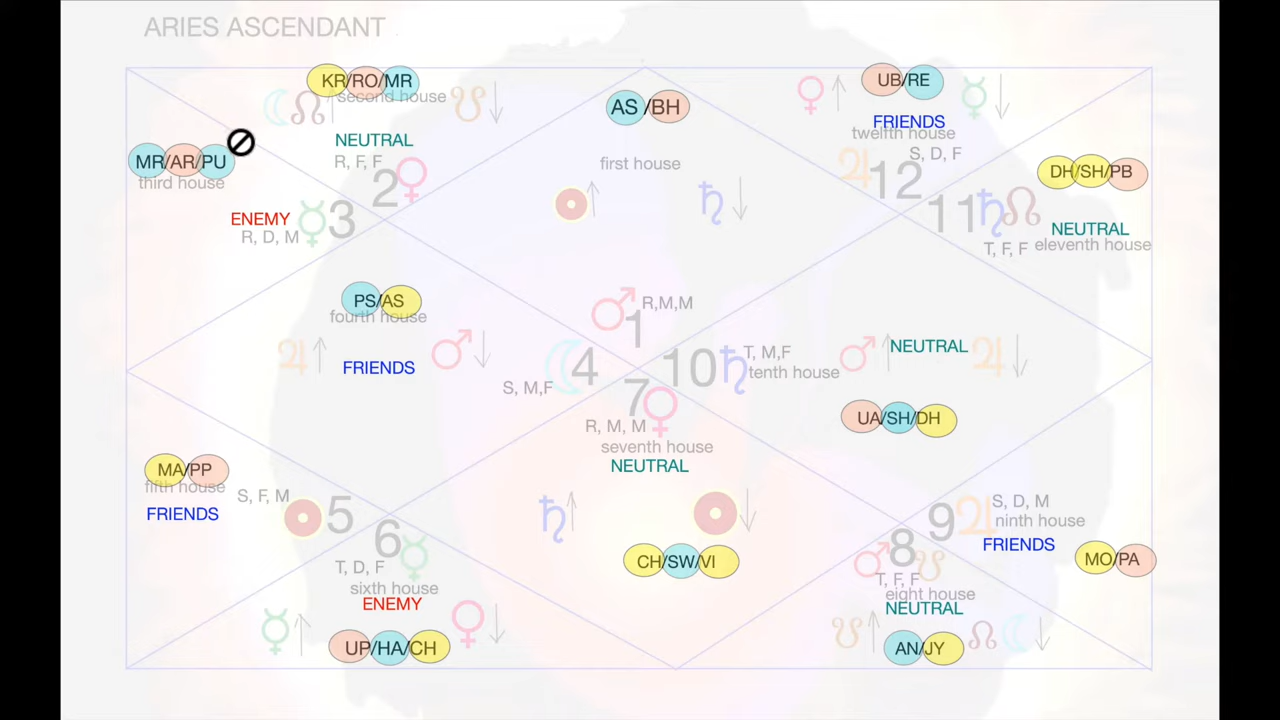 ARIES ASCENDANT
KR/RO/MR
second house
NEUTRAL
R, F, F
2
AS /BH
first house
UB/RE
FRIENDS
twelfth house
S, D, F
12
MR/AR/PU
third house
ENEMY
R, D, M
3
DH/SH/PB
11
NEUTRAL
T, F, F eleventh house
PS/AS
fourth house
FRIENDS
S, M,F
4
R,M,M
1
10
T, M,F
tenth house
NEUTRAL
UA/SH/DH
7
R, M, M
seventh house
NEUTRAL
CH/SW/VI
MA/PP
fifth house
FRIENDS
S, F, M
5
6
T, D, F
sixth house
ENEMY
UP/HA/CH
9
S, D, M
ninth house
FRIENDS
MO/PA
8
T, F, F
eight house
NEUTRAL
AN/JY